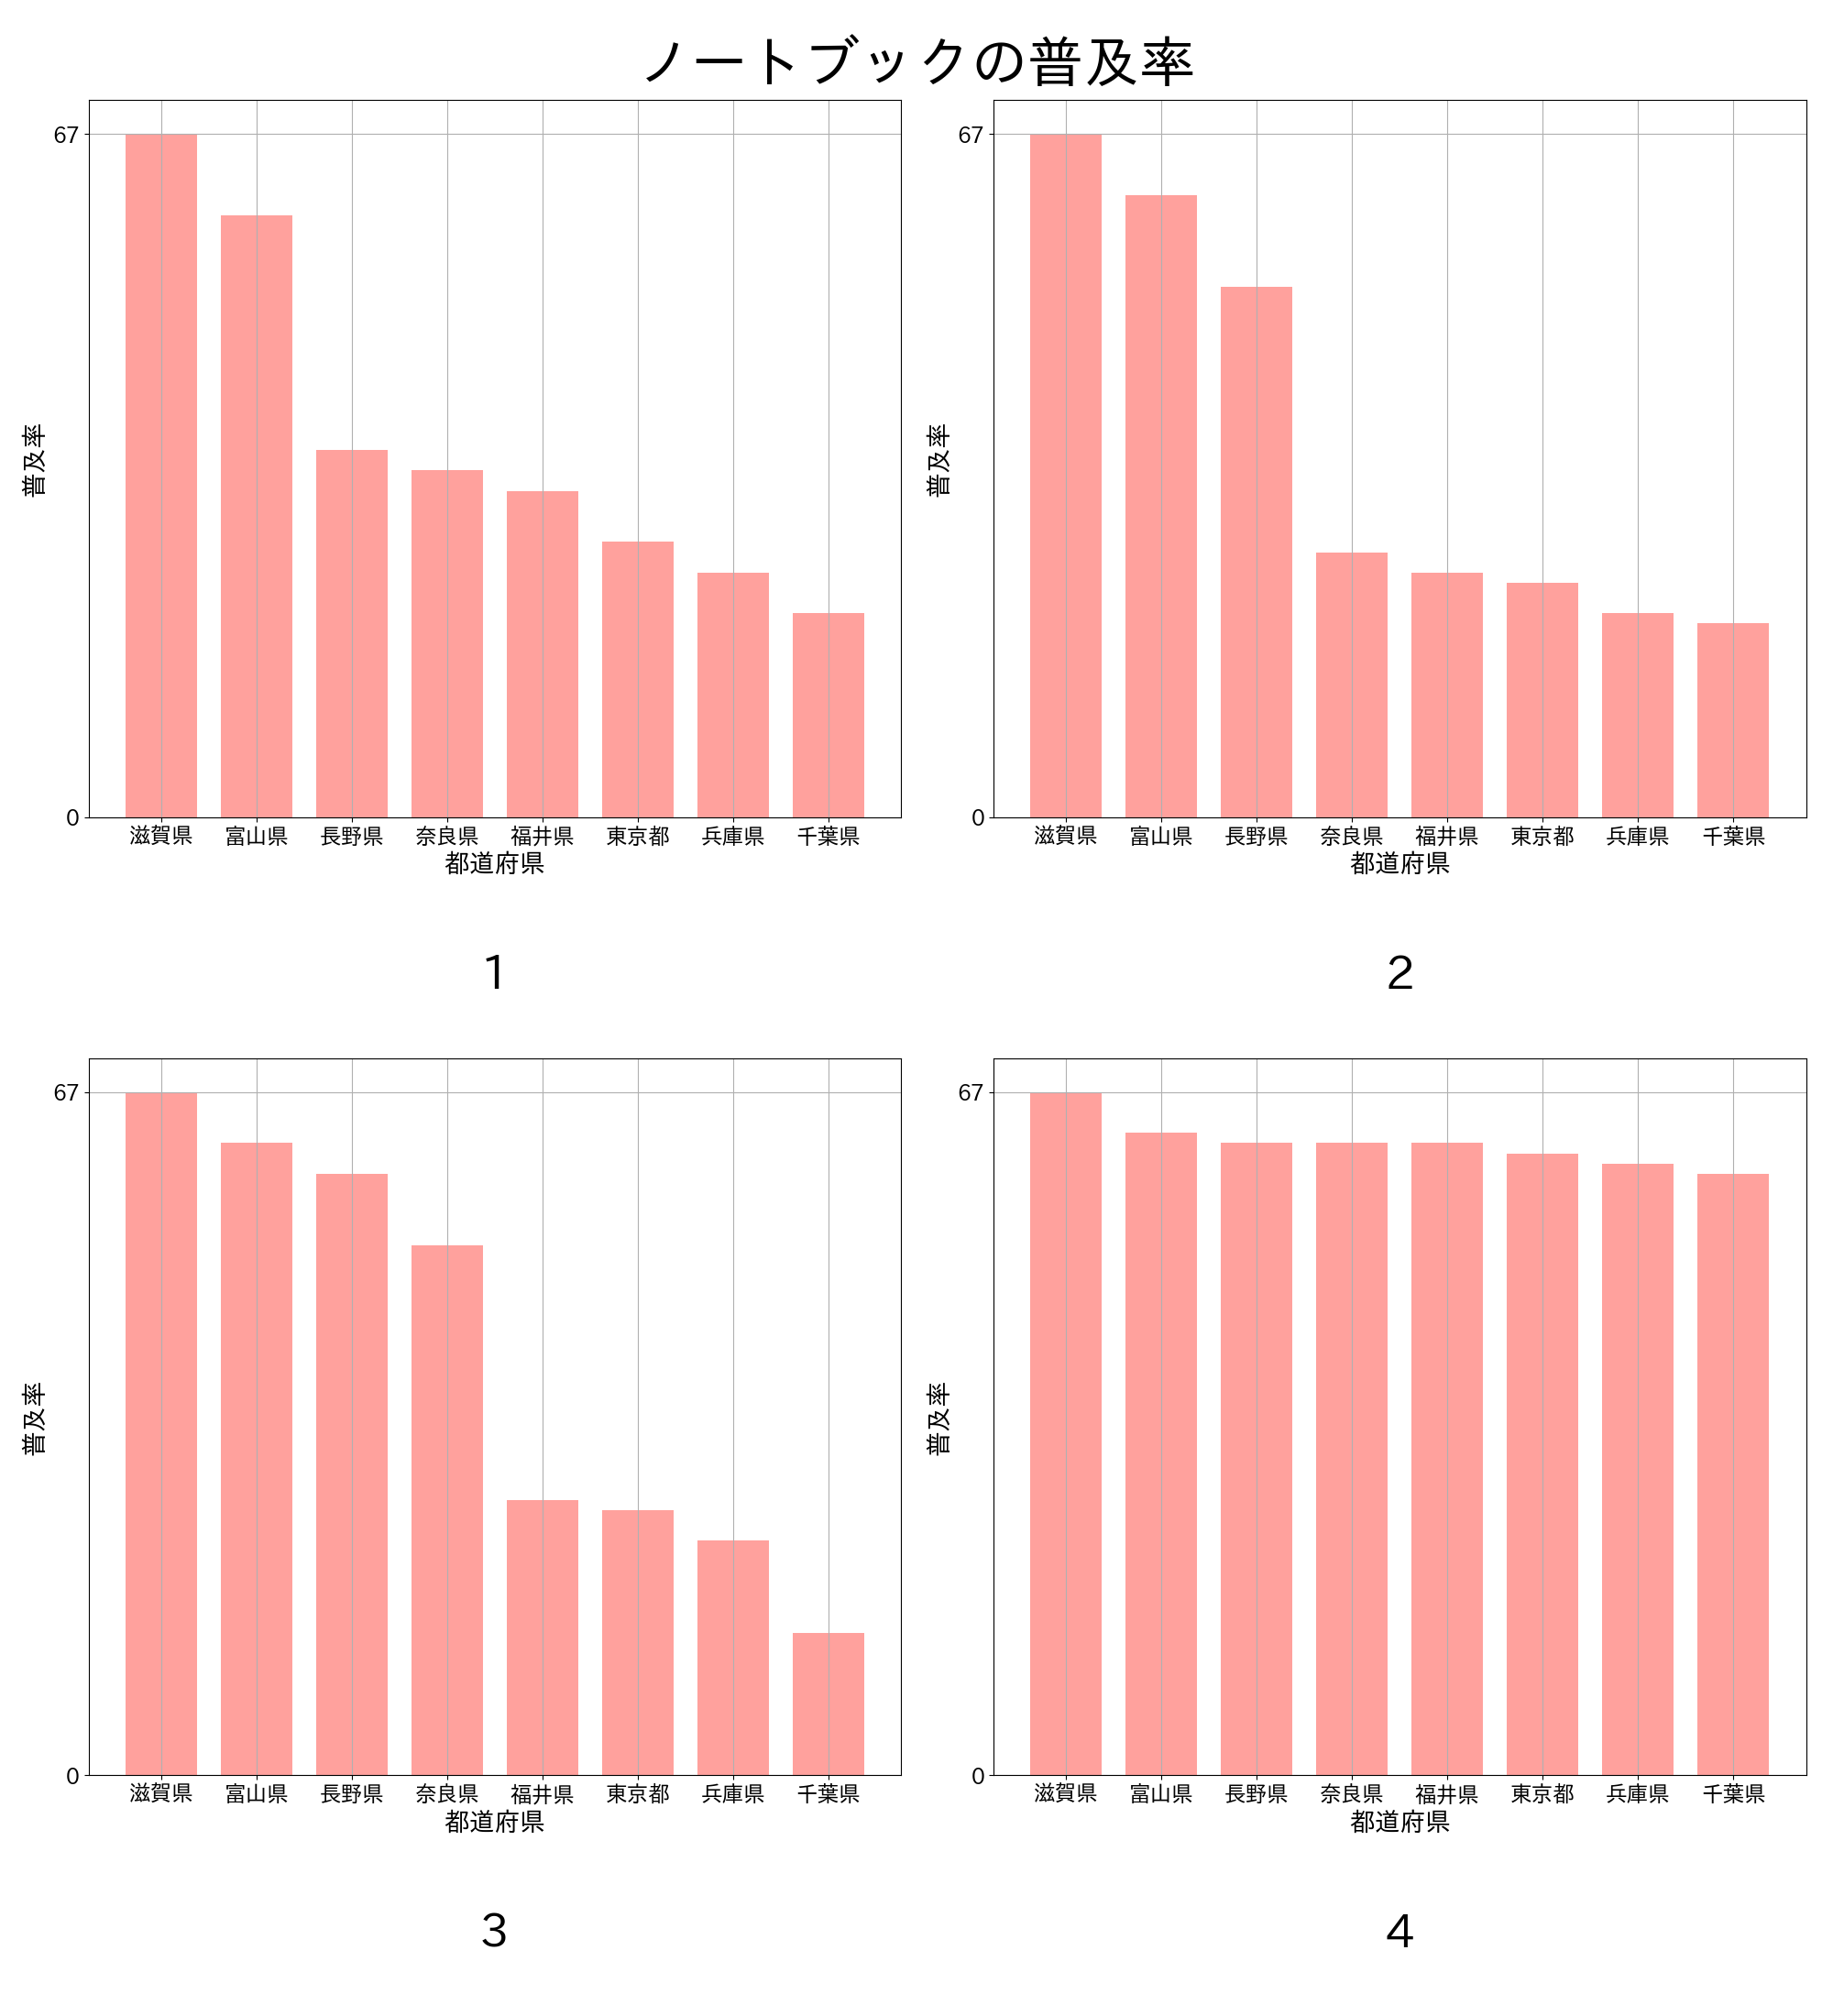 ノートブックの普及率
67
0
普及率
滋賀県 富山県 長野県 奈良県 福井県 東京都 兵庫県 千葉県
都道府県
1
67
0
普及率
滋賀県 富山県 長野県 奈良県 福井県 東京都 兵庫県 千葉県
都道府県
2
67
0
普及率
滋賀県 富山県 長野県 奈良県 福井県 東京都 兵庫県 千葉県
都道府県
3
67
0
普及率
滋賀県 富山県 長野県 奈良県 福井県 東京都 兵庫県 千葉県
都道府県
4